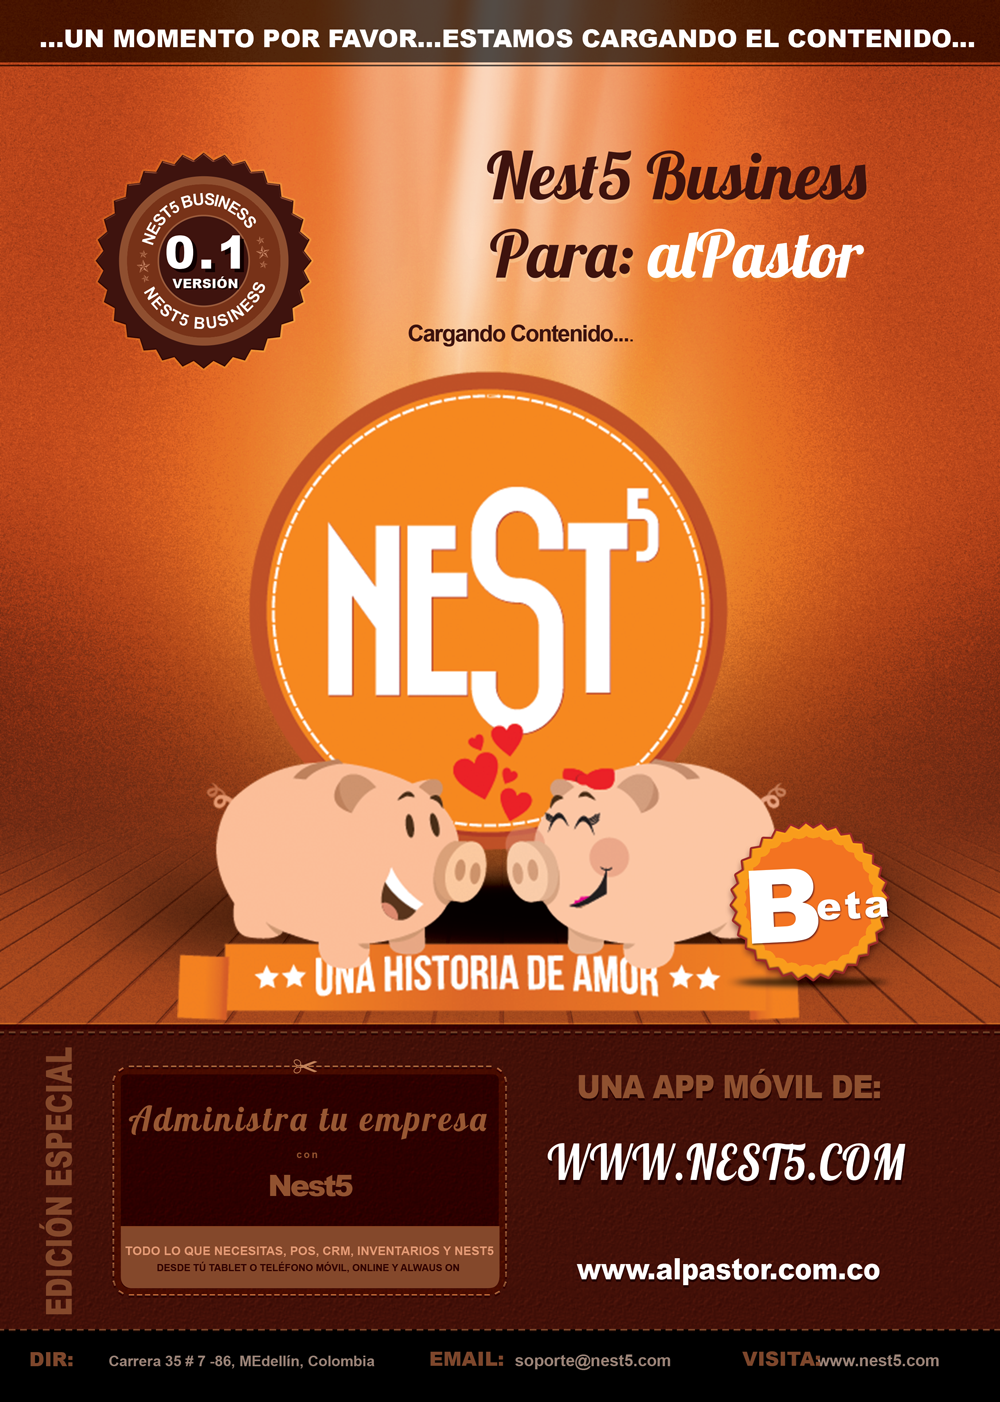 ...UN MOMENTO POR FAVOR...ESTAMOS CARGANDO EL CONTENIDO...
Nest5 Business
Para: alPastor
NEST5 BUSINESS
0.1
VERSIÓN
NEST5 BUSINESS
Cargando Contenido....
NEST5
Beta
UNA HISTORIA DE AMOR
EDICIÓN ESPECIAL
Administra tu empresa
con
Nest5
TODO LO QUE NECESITAS, POS, CRM, INVENTARIOS Y NEST5
DESDE TÚ TABLET O TELÉFONO MÓVIL, ONLINE Y ALWAUS ON
UNA APP MÓVIL DE:
WWW.NEST5.COM
www.alpastor.com.co
DIR: Carrera 35 # 7 -86, MEdellín, Colombia EMAIL: soporte@nest5.com VISITA: www.nest5.com